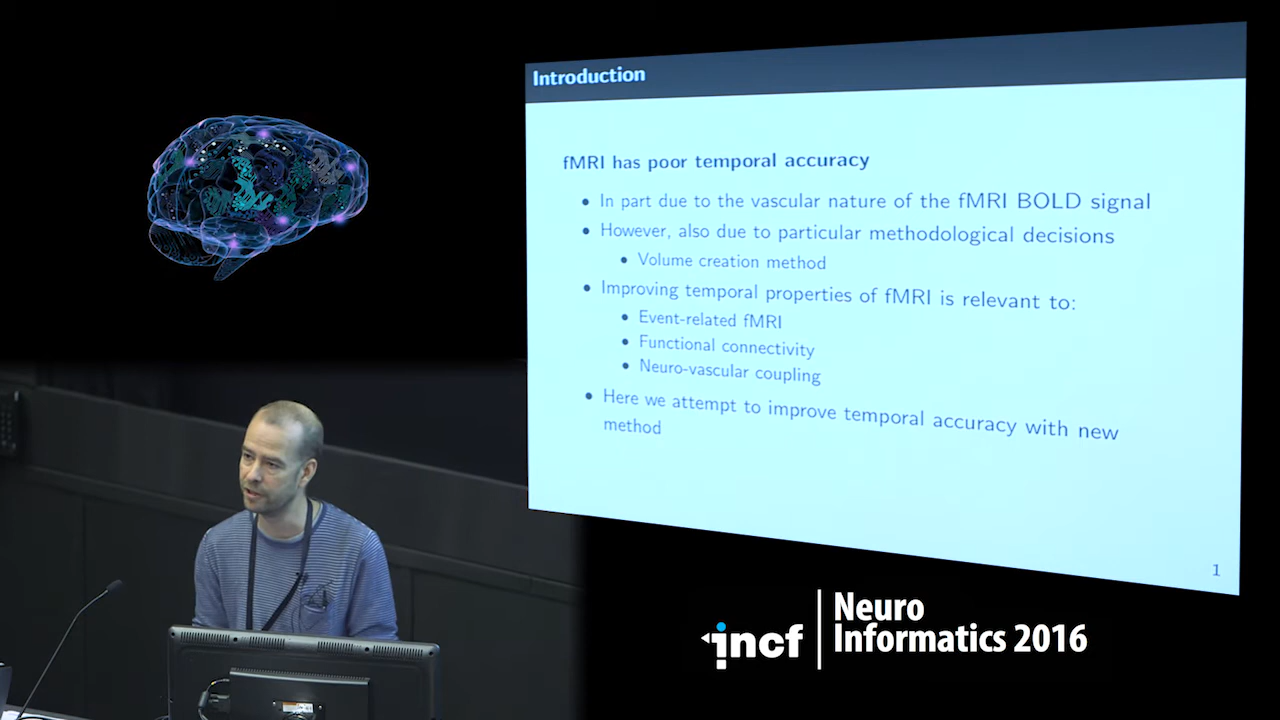 Introduction
fMRI has poor temporal accuracy
• In part due to the vascular nature of the fMRI BOLD signal
• However, also due to particular methodological decisions
• Volume creation method
• Improving temporal properties of fMRI is relevant to:
• Event-related fMRI
• Functional connectivity
• Neuro-vascular coupling
• Here we attempt to improve temporal accuracy with new
method
1
incf
Neuro
Informatics 2016